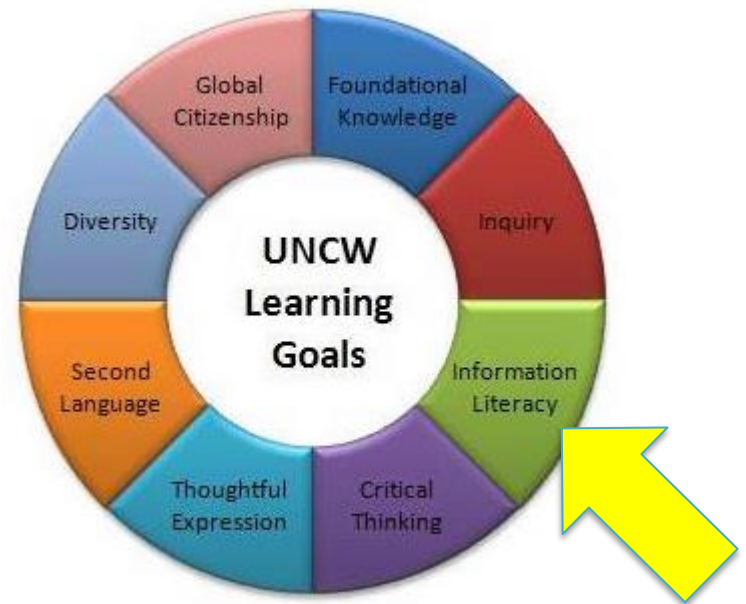 UNCW
Learning
Goals
Foundational
Knowledge
Inquiry
Information
Literacy
Critical
Thinking
Thoughtful
Expression
Second
Language
Diversity
Global
Citizenship